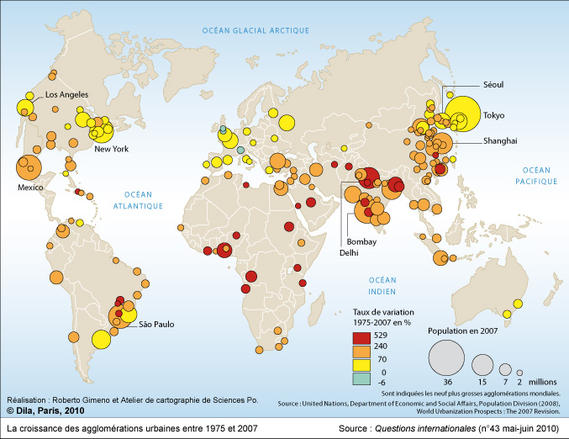 OCÉAN GLACIAL ARCTIQUE
Séoul
Los Angeles
Tokyo
Shanghai
New York
OCÉAN
PACIFIQUE
Mexico
OCÉAN
ATLANTIQUE
Bombay
Delhi
OCÉAN
INDIEN
São Paulo
Taux de variation
1975-2007 en %
529
240
70
0
-6
Population en 2007
36
15
7
2
millions
Sont indiquées les neuf plus grosses agglomérations mondiales.
Réalisation : Roberto Gimeno et Atelier de cartographie de Sciences Po.
© Dila, Paris, 2010
Source : United Nations, Department of Economic and Social Affairs, Population Division (2008),
World Urbanization Prospects : The 2007 Revision.
La croissance des agglomérations urbaines entre 1975 et 2007
Source : Questions internationales (n°43 mai-juin 2010)